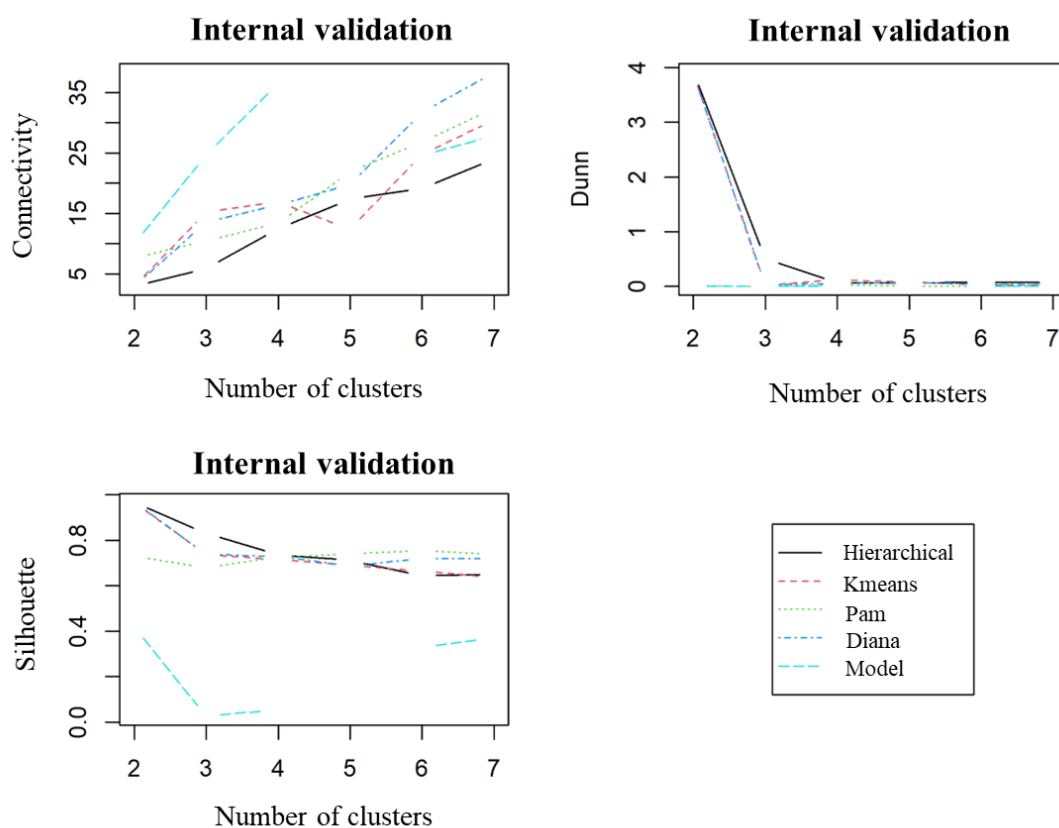 Internal validation
Connectivity
35
25
15
5
2 3 4 5 6 7
Number of clusters
Internal validation
Dunn
4
3
2
1
0
2 3 4 5 6 7
Number of clusters
Internal validation
Silhouette
0.8
0.4
0.0
2 3 4 5 6 7
Number of clusters
Hierarchical
Kmeans
Pam
Diana
Model